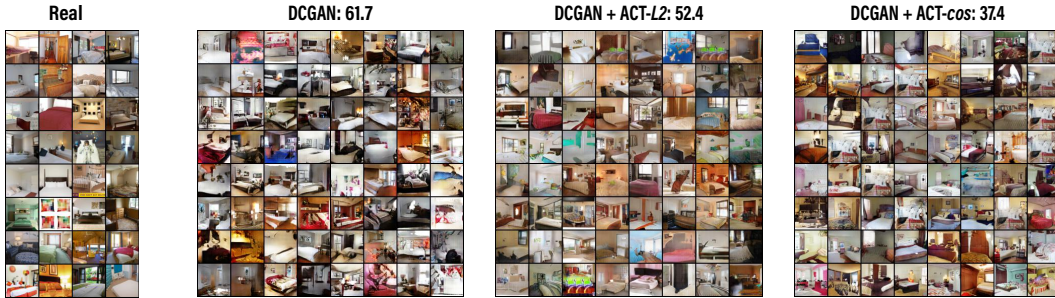 Real
DCGAN: 61.7
DCGAN + ACT-L2: 52.4
DCGAN + ACT-cos: 37.4